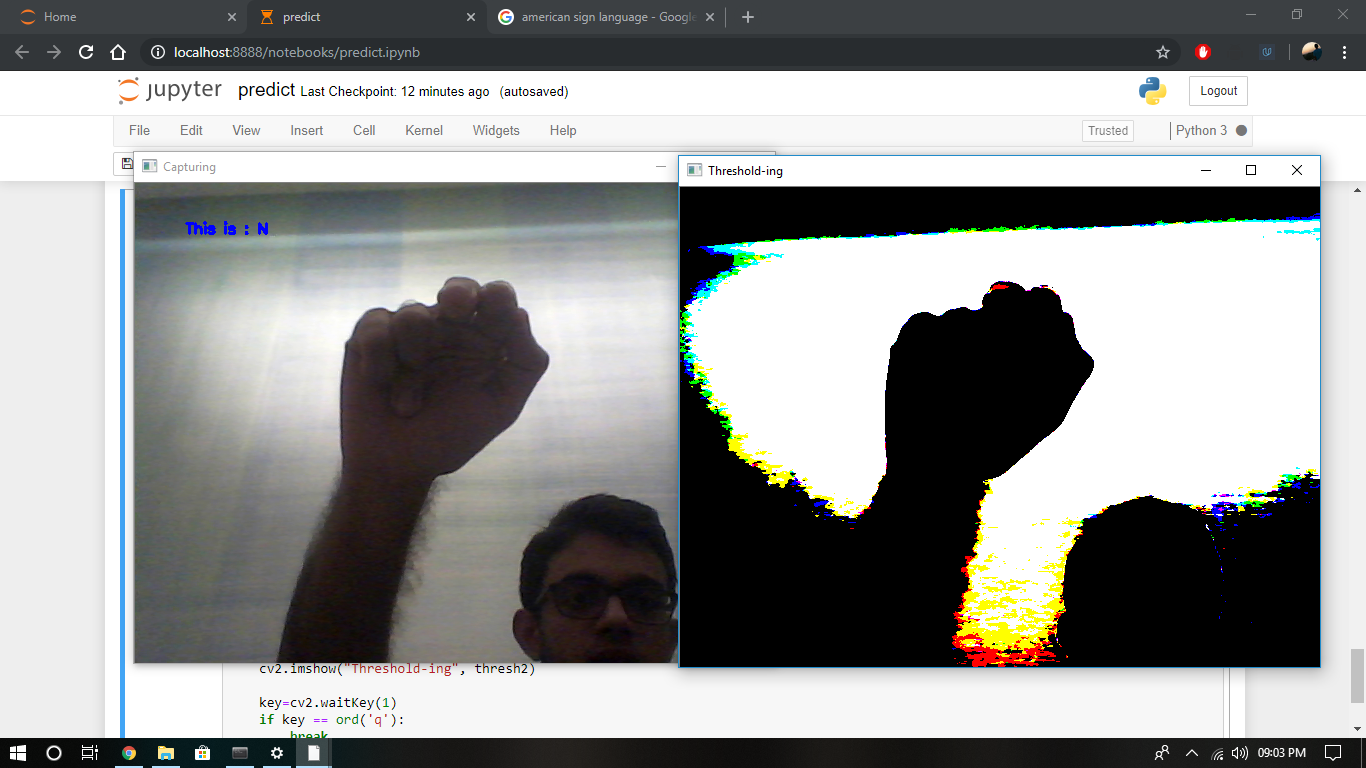 Home
predict
american sign language - Google
localhost:8888/notebooks/predict.ipynb
jupyter predict Last Checkpoint: 12 minutes ago (autosaved)
Logout
File Edit View Insert Cell Kernel Widgets Help
Trusted
Python 3
Capturing
Threshold-ing
This is : N
cv2.imshow("Threshold-ing", thresh2)
key=cv2.waitKey(1)
if key == ord('q'):
break
09:03 PM